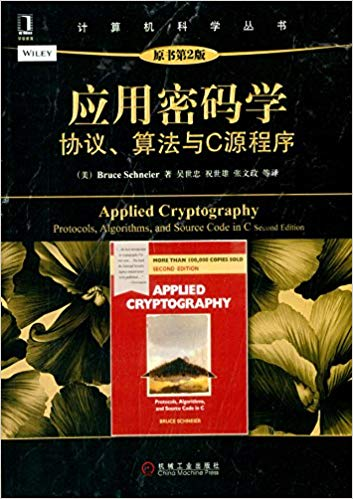 计算机科学丛书
华章教育
WILEY
原书第2版
应用密码学
协议、算法与C源程序
(美) Bruce Schneier 著 吴世忠 祝世雄 张文政 等译
Applied Cryptography
Protocols, Algorithms, and Source Code in C Second Edition
MORE THAN 100,000 COPIES SOLD
SECOND EDITION
APPLIED
CRYPTOGRAPHY
Protocols, Algorithms,
and Source Code in C
BRUCE SCHNEIER
机械工业出版社
China Machine Press